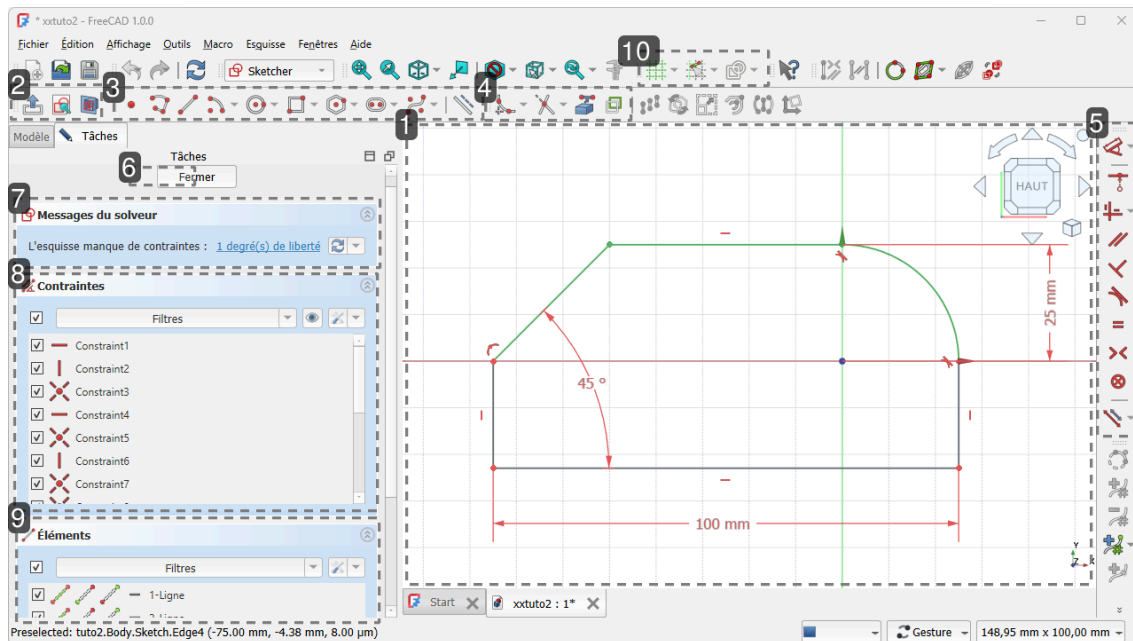 * xxtuto2 - FreeCAD 1.0.0
Fichier Édition Affichage Outils Macro Esquisse Fenêtres Aide
10
Sketcher
2 3 4
1 5
Modèle Tâches
Tâches
6
Fermer
HAUT
7
Messages du solveur
L'esquisse manque de contraintes : 1 degré(s) de liberté
8
Contraintes
Filtres
Constraint1
Constraint2
Constraint3
Constraint4
Constraint5
Constraint6
Constraint7
25 mm
45 °
100 mm
9
Éléments
Filtres
1-Ligne
Y
Z X
Start xxtuto2 : 1*
Preselected: tuto2.Body.Sketch.Edge4 (-75.00 mm, -4.38 mm, 8.00 µm)
Gesture 148,95 mm x 100,00 mm